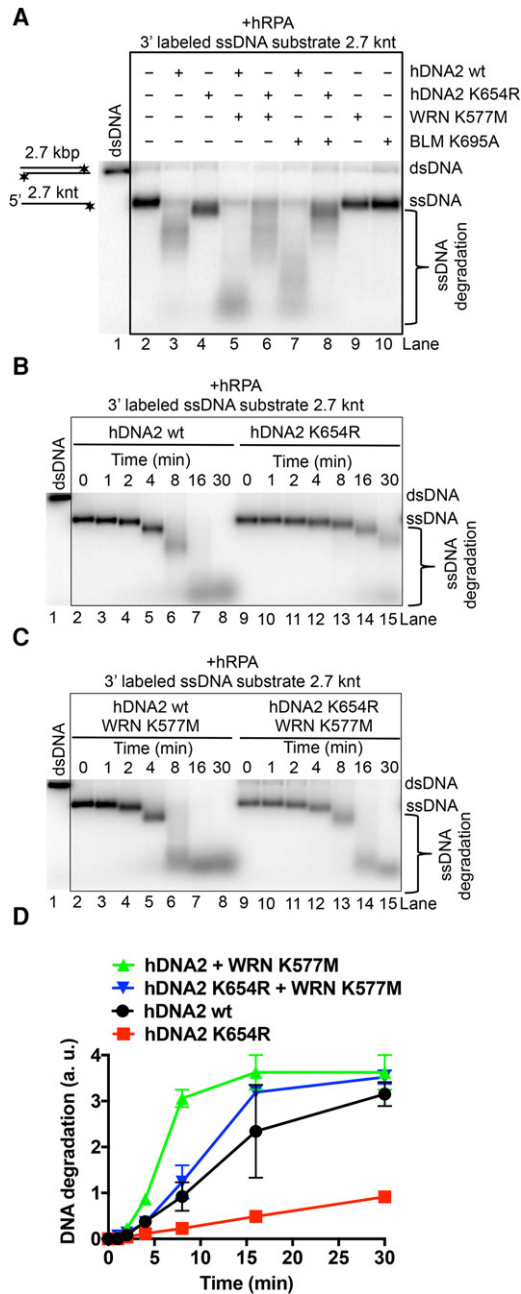 A
+hRPA
3' labeled ssDNA substrate 2.7 knt
dsDNA
– + – + – + – – – hDNA2 wt
– – + – + – + – – hDNA2 K654R
– – – + + – – + – WRN K577M
– – – – – + + – + BLM K695A
2.7 kbp
dsDNA
5' 2.7 knt
ssDNA
ssDNA degradation
1 2 3 4 5 6 7 8 9 10 Lane
B
+hRPA
3' labeled ssDNA substrate 2.7 knt
hDNA2 wt hDNA2 K654R
Time (min)
dsDNA
0 1 2 4 8 16 30 0 1 2 4 8 16 30
dsDNA
ssDNA
ssDNA degradation
1 2 3 4 5 6 7 8 9 10 11 12 13 14 15 Lane
C
+hRPA
3' labeled ssDNA substrate 2.7 knt
hDNA2 wt hDNA2 K654R
WRN K577M WRN K577M
Time (min) Time (min)
dsDNA
0 1 2 4 8 16 30 0 1 2 4 8 16 30
dsDNA
ssDNA
ssDNA degradation
1 2 3 4 5 6 7 8 9 10 11 12 13 14 15 Lane
D
hDNA2 + WRN K577M
hDNA2 K654R + WRN K577M
hDNA2 wt
hDNA2 K654R
DNA degradation (a. u.)
4
3
2
1
0
0 5 10 15 20 25 30
Time (min)